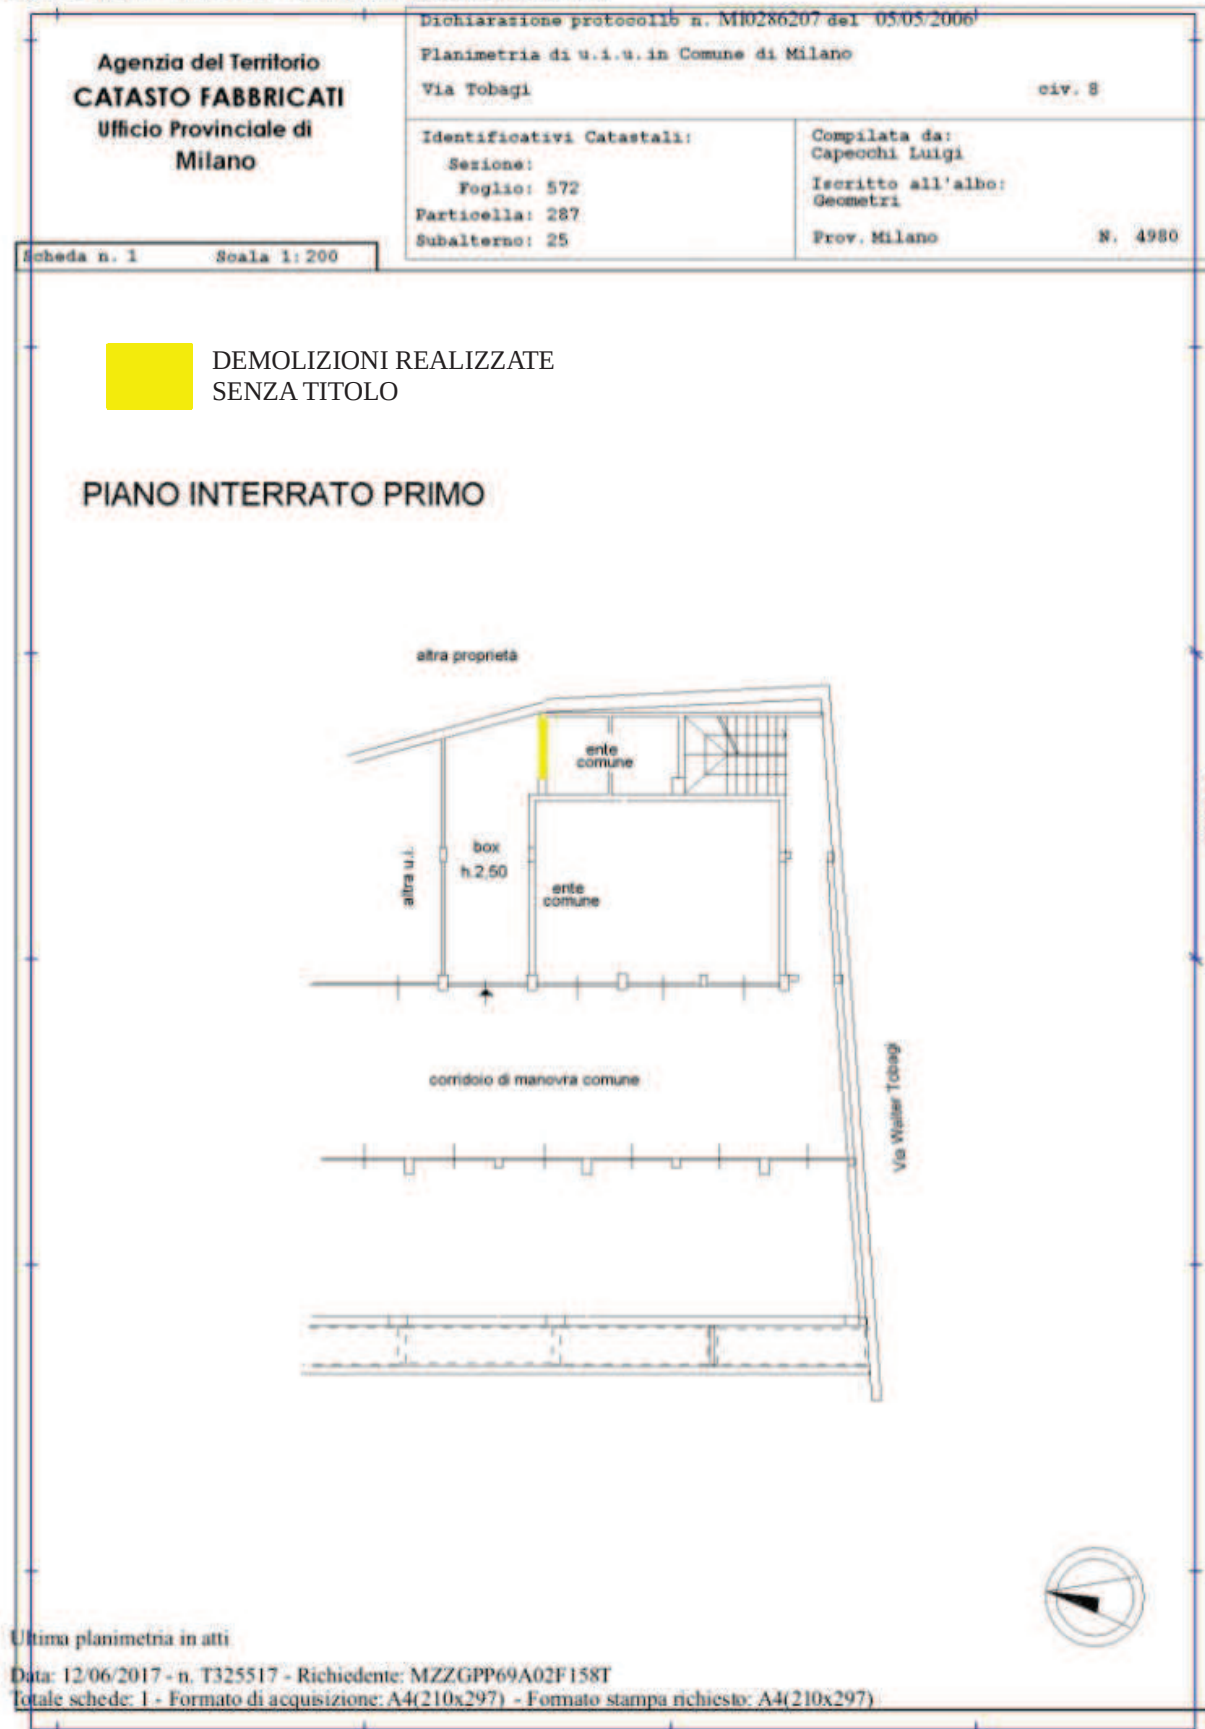 Agenzia del Territorio
CATASTO FABBRICATI
Ufficio Provinciale di
Milano
Dichiarazione protocollo n. MI0286207 del 05/05/2006
Planimetria di u.i.u.in Comune di Milano
Via Tobagi civ. 8
Identificativi Catastali:
Sezione:
Foglio: 572
Particella: 287
Subalterno: 25
Compilata da:
Capecchi Luigi
Iscritto all'albo:
Geometri
Prov. Milano N. 4980
Scheda n. 1 Scala 1:200
DEMOLIZIONI REALIZZATE
SENZA TITOLO
PIANO INTERRATO PRIMO
altra proprietà
ente
comune
box
h.2,50
altra u.i.
ente
comune
corridoio di manovra comune
Via Walter Tobagi
Ultima planimetria in atti
Data: 12/06/2017 - n. T325517 - Richiedente: MZZGPP69A02F158T
Totale schede: 1 - Formato di acquisizione: A4(210x297) - Formato stampa richiesto: A4(210x297)